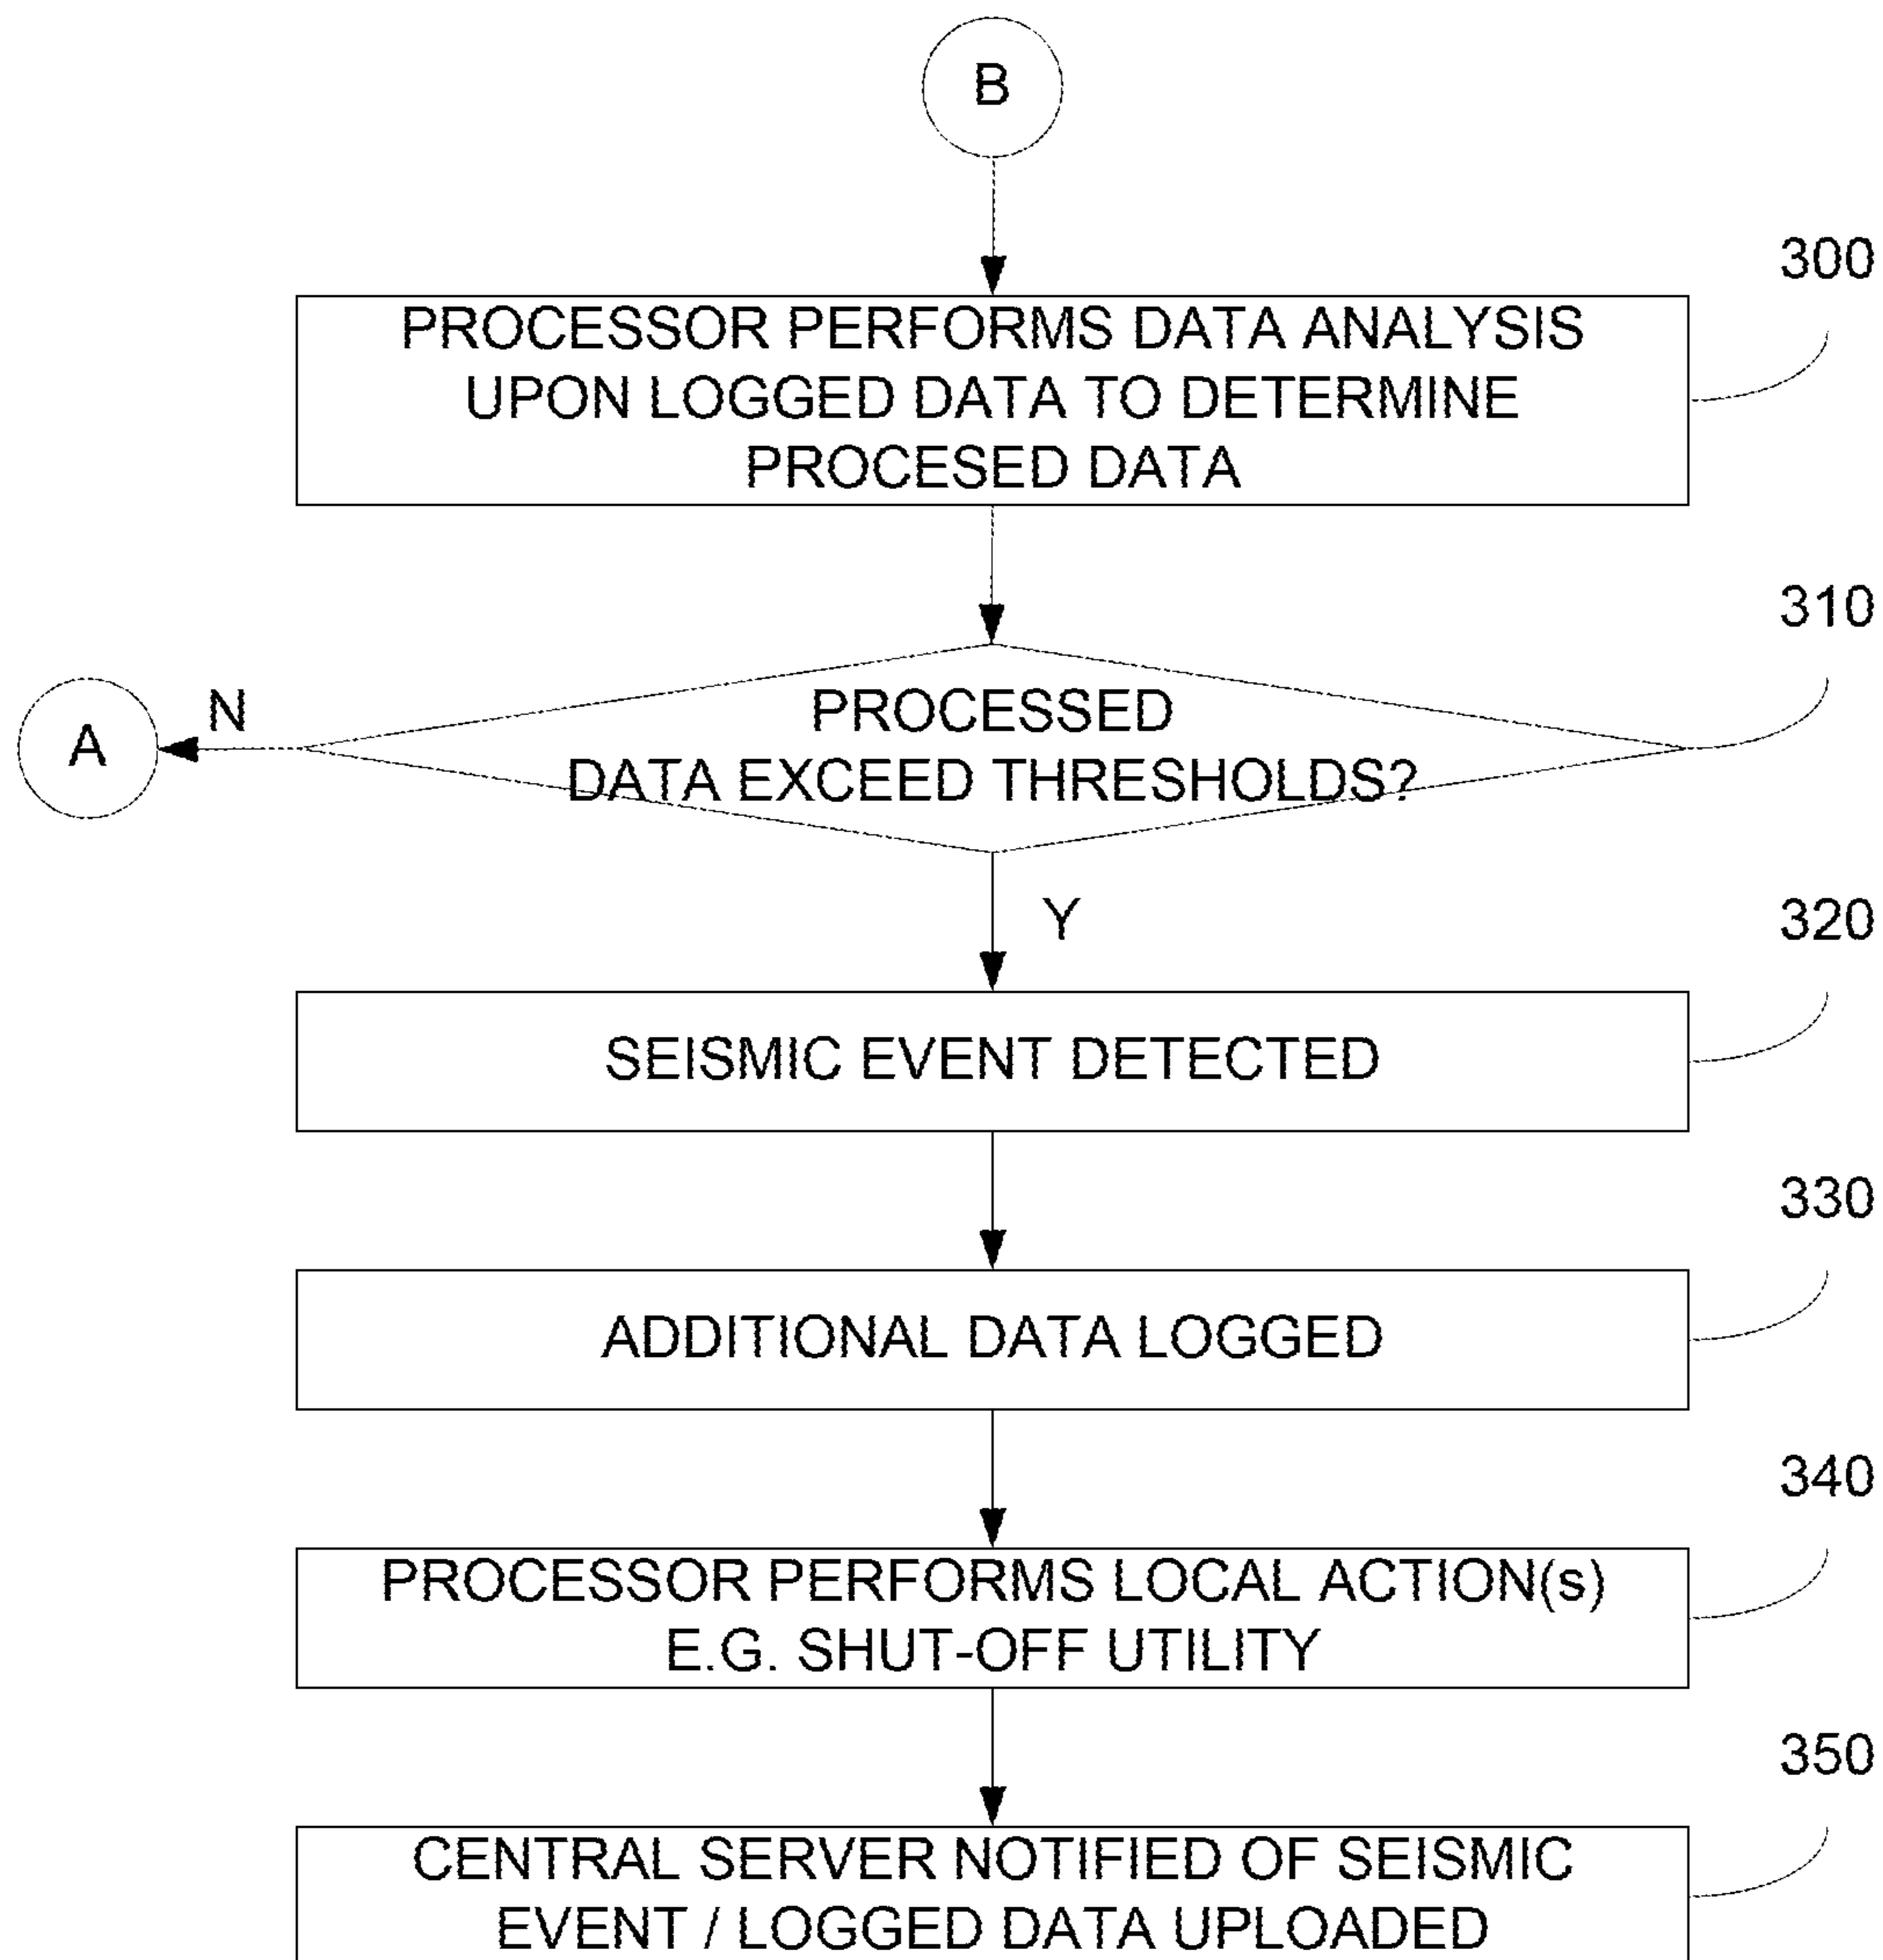 B
300
PROCESSOR PERFORMS DATA ANALYSIS
UPON LOGGED DATA TO DETERMINE
PROCESED DATA
310
A
N
PROCESSED
DATA EXCEED THRESHOLDS?
Y
320
SEISMIC EVENT DETECTED
330
ADDITIONAL DATA LOGGED
340
PROCESSOR PERFORMS LOCAL ACTION(s)
E.G. SHUT-OFF UTILITY
350
CENTRAL SERVER NOTIFIED OF SEISMIC
EVENT / LOGGED DATA UPLOADED